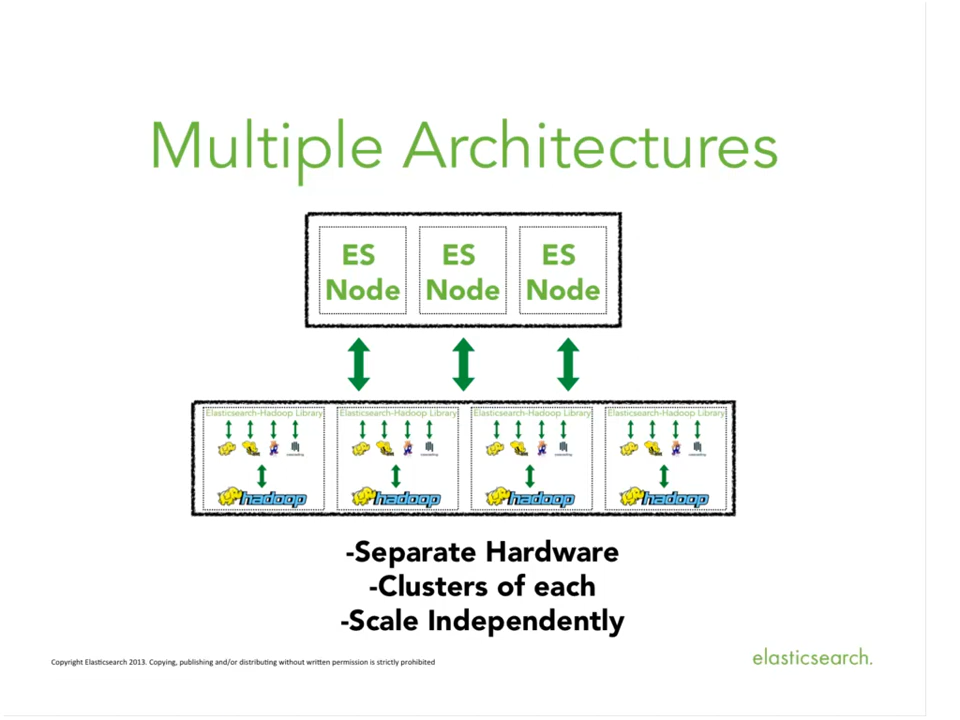 Multiple Architectures
ES Node
ES Node
ES Node
Elasticsearch-Hadoop Library
Elasticsearch-Hadoop Library
Elasticsearch-Hadoop Library
Elasticsearch-Hadoop Library
hadoop
hadoop
hadoop
hadoop
-Separate Hardware
-Clusters of each
-Scale Independently
Copyright Elasticsearch 2013. Copying, publishing and/or distributing without written permission is strictly prohibited
elasticsearch.